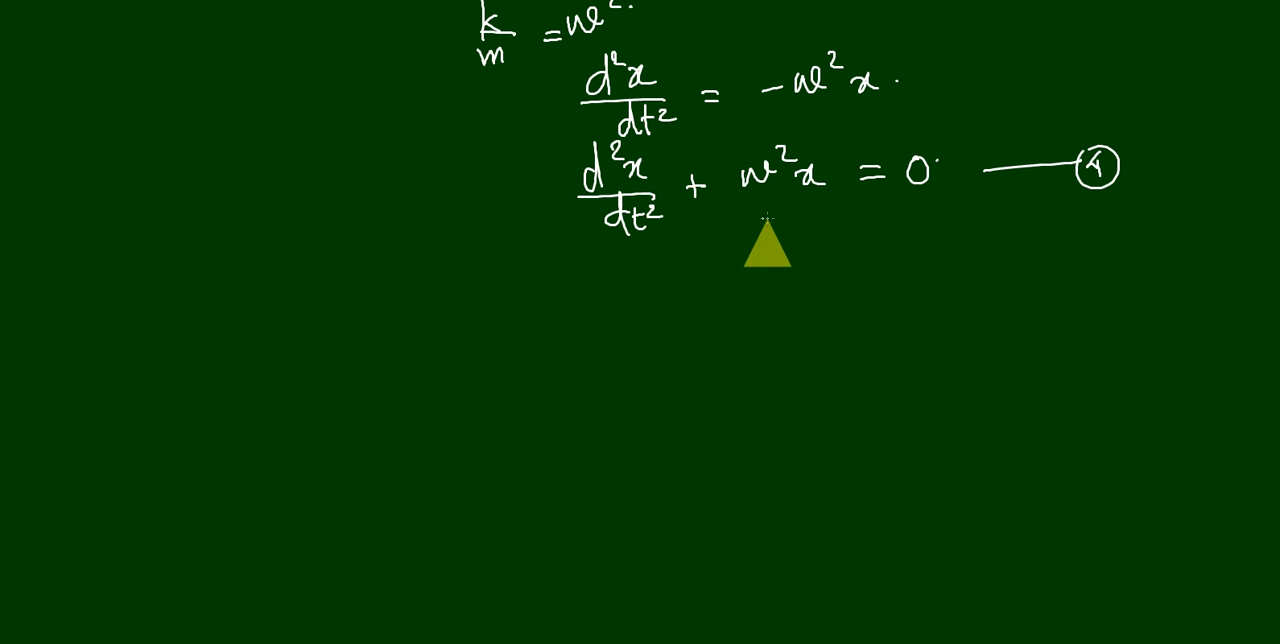 k/m = ω².
d²x/dt² = -ω²x.
d²x/dt² + ω²x = 0. ——— ④